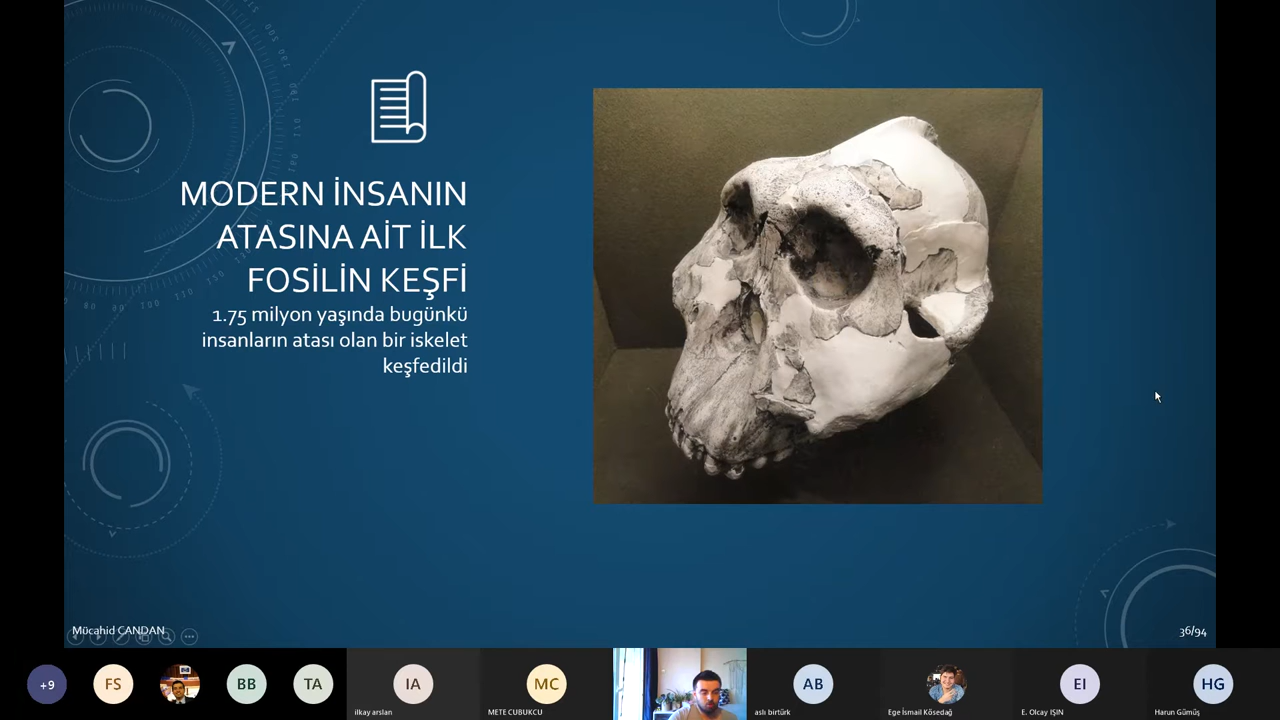 MODERN İNSANIN
ATASINA AİT İLK
FOSİLİN KEŞFİ
1.75 milyon yaşında bugünkü
insanların atası olan bir iskelet
keşfedildi
Mücahid CANDAN
36/94
+9
FS
BB
TA
IA
MC
AB
EI
HG
ilkay arslan
METE CUBUKCU
aslı birtürk
Ege İsmail Kösedağ
E. Olcay IŞIN
Harun Gümüş